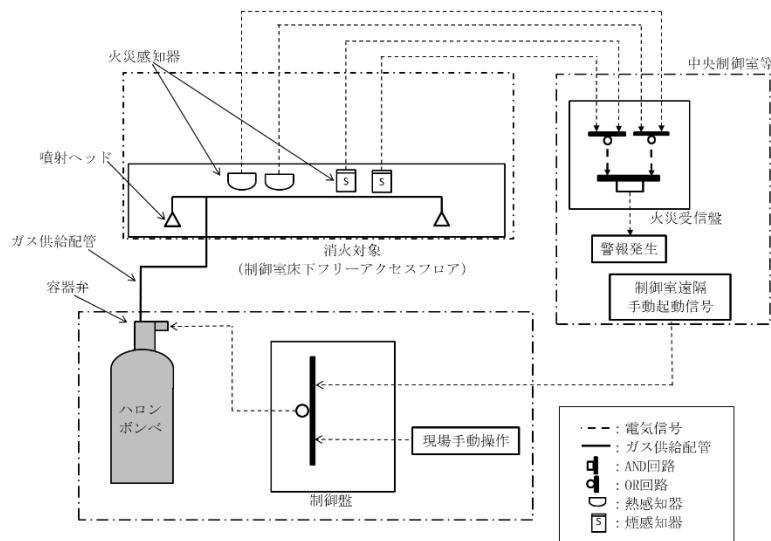 火災感知器
中央制御室等
噴射ヘッド
S
S
火災受信盤
ガス供給配管
消火対象
(制御室床下フリーアクセスフロア)
警報発生
容器弁
制御室遠隔
手動起動信号
ハロン
ボンベ
現場手動操作
制御盤
:電気信号
:ガス供給配管
:AND回路
:OR回路
:熱感知器
S
:煙感知器